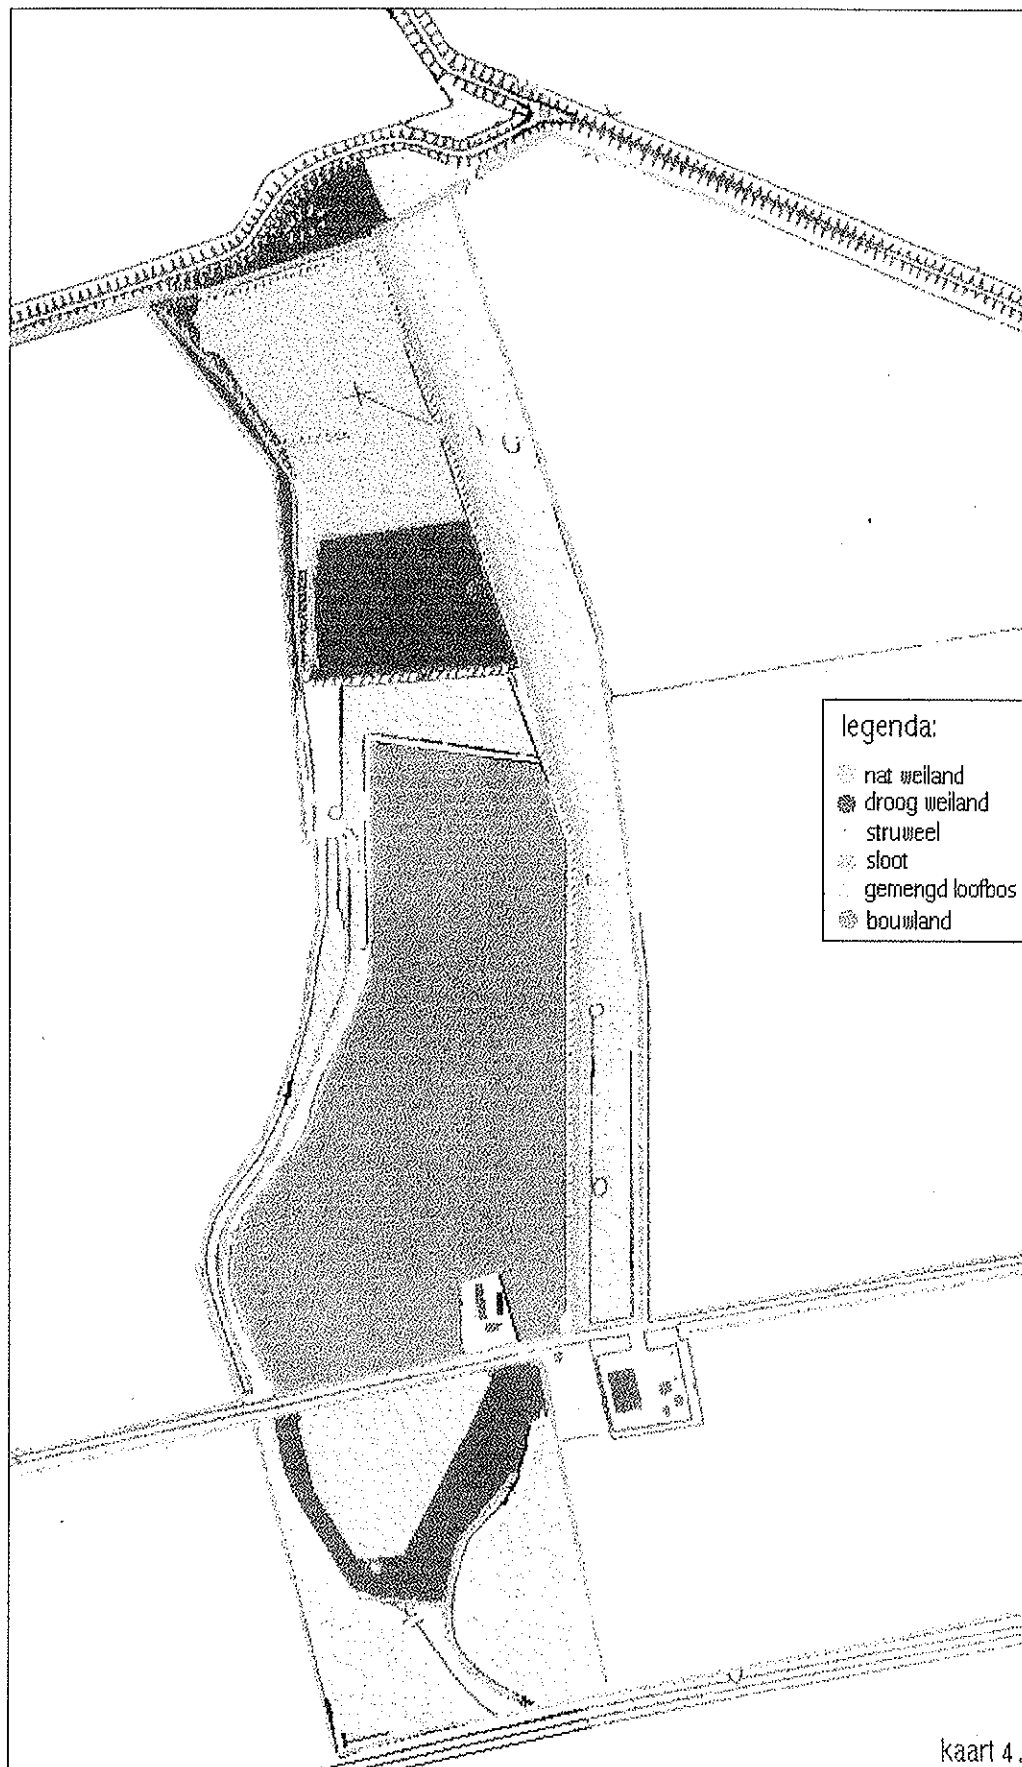 legenda:
nat weiland
droog weiland
struweel
sloot
gemengd loofbos
bouwland
kaart 4.